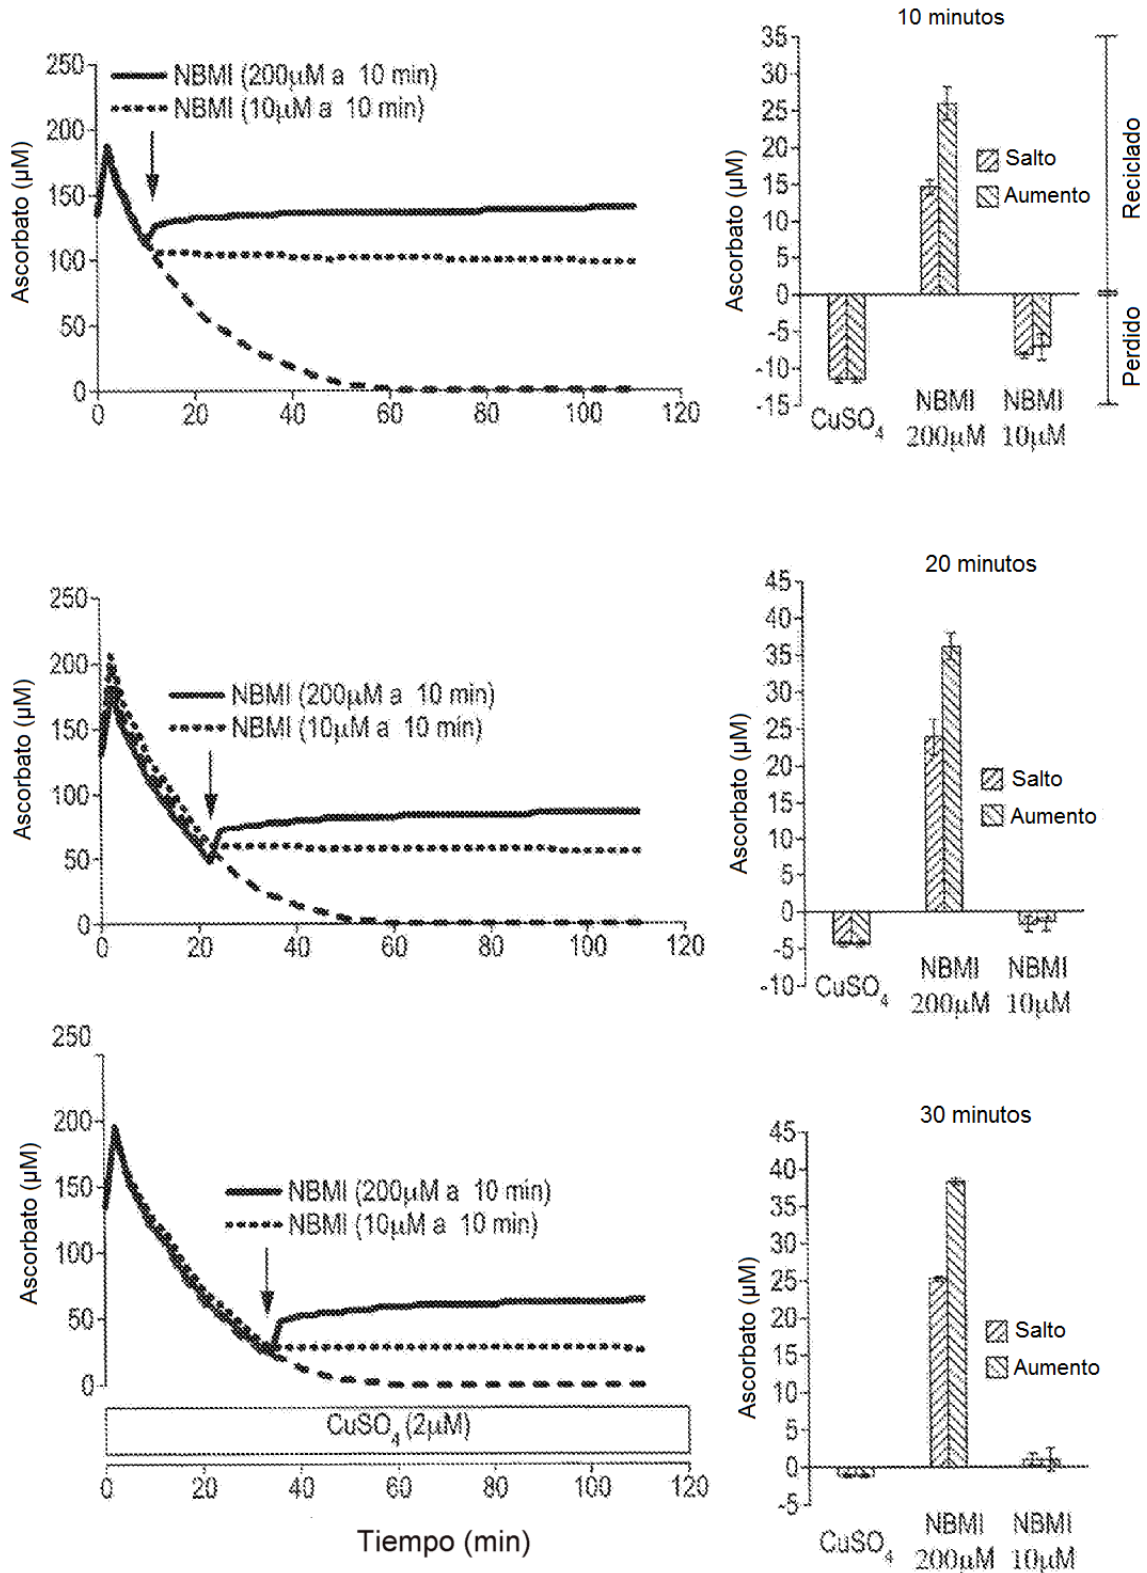 250
NBMI (200µM a 10 min)
NBMI (10µM a 10 min)
200
150
100
50
0
Ascorbato (µM)
0 20 40 60 80 100 120
10 minutos
35
30
25
20
15
10
5
0
-5
-10
-15
Ascorbato (µM)
Salto
Aumento
Reciclado
Perdido
CuSO4
NBMI
200µM
NBMI
10µM
250
200
150
100
50
0
Ascorbato (µM)
NBMI (200µM a 10 min)
NBMI (10µM a 10 min)
0 20 40 60 80 100 120
20 minutos
45
40
35
30
25
20
15
10
5
0
-5
-10
Ascorbato (µM)
Salto
Aumento
CuSO4
NBMI
200µM
NBMI
10µM
250
200
150
100
50
0
Ascorbato (µM)
NBMI (200µM a 10 min)
NBMI (10µM a 10 min)
CuSO4 (2µM)
0 20 40 60 80 100 120
Tiempo (min)
30 minutos
45
40
35
30
25
20
15
10
5
0
-5
Ascorbato (µM)
Salto
Aumento
CuSO4
NBMI
200µM
NBMI
10µM